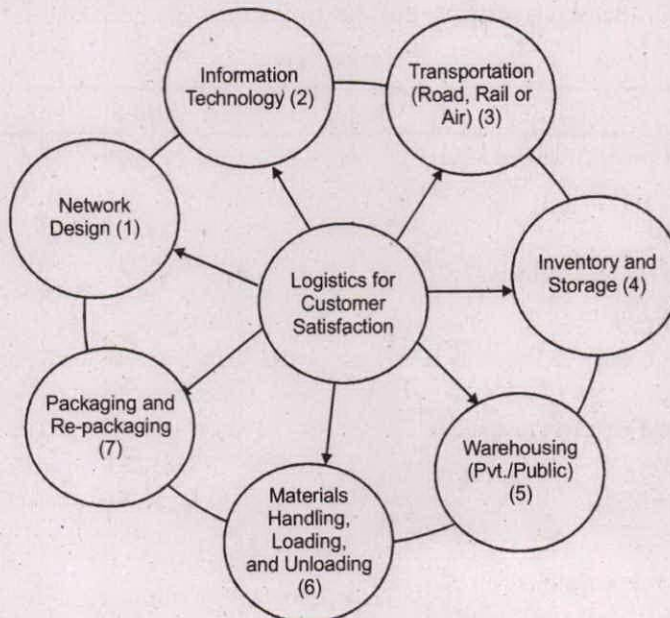 Information
Technology (2)
Transportation
(Road, Rail or
Air) (3)
Network
Design (1)
Logistics for
Customer
Satisfaction
Inventory and
Storage (4)
Packaging and
Re-packaging
(7)
Warehousing
(Pvt./Public)
(5)
Materials
Handling,
Loading,
and Unloading
(6)